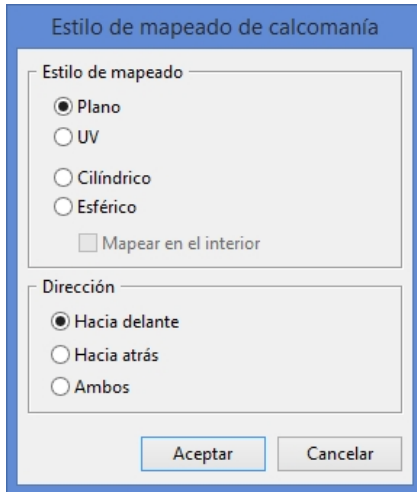 Estilo de mapeado de calcomanía
Estilo de mapeado
Plano
UV
Cilíndrico
Esférico
Mapear en el interior
Dirección
Hacia delante
Hacia atrás
Ambos
Aceptar
Cancelar